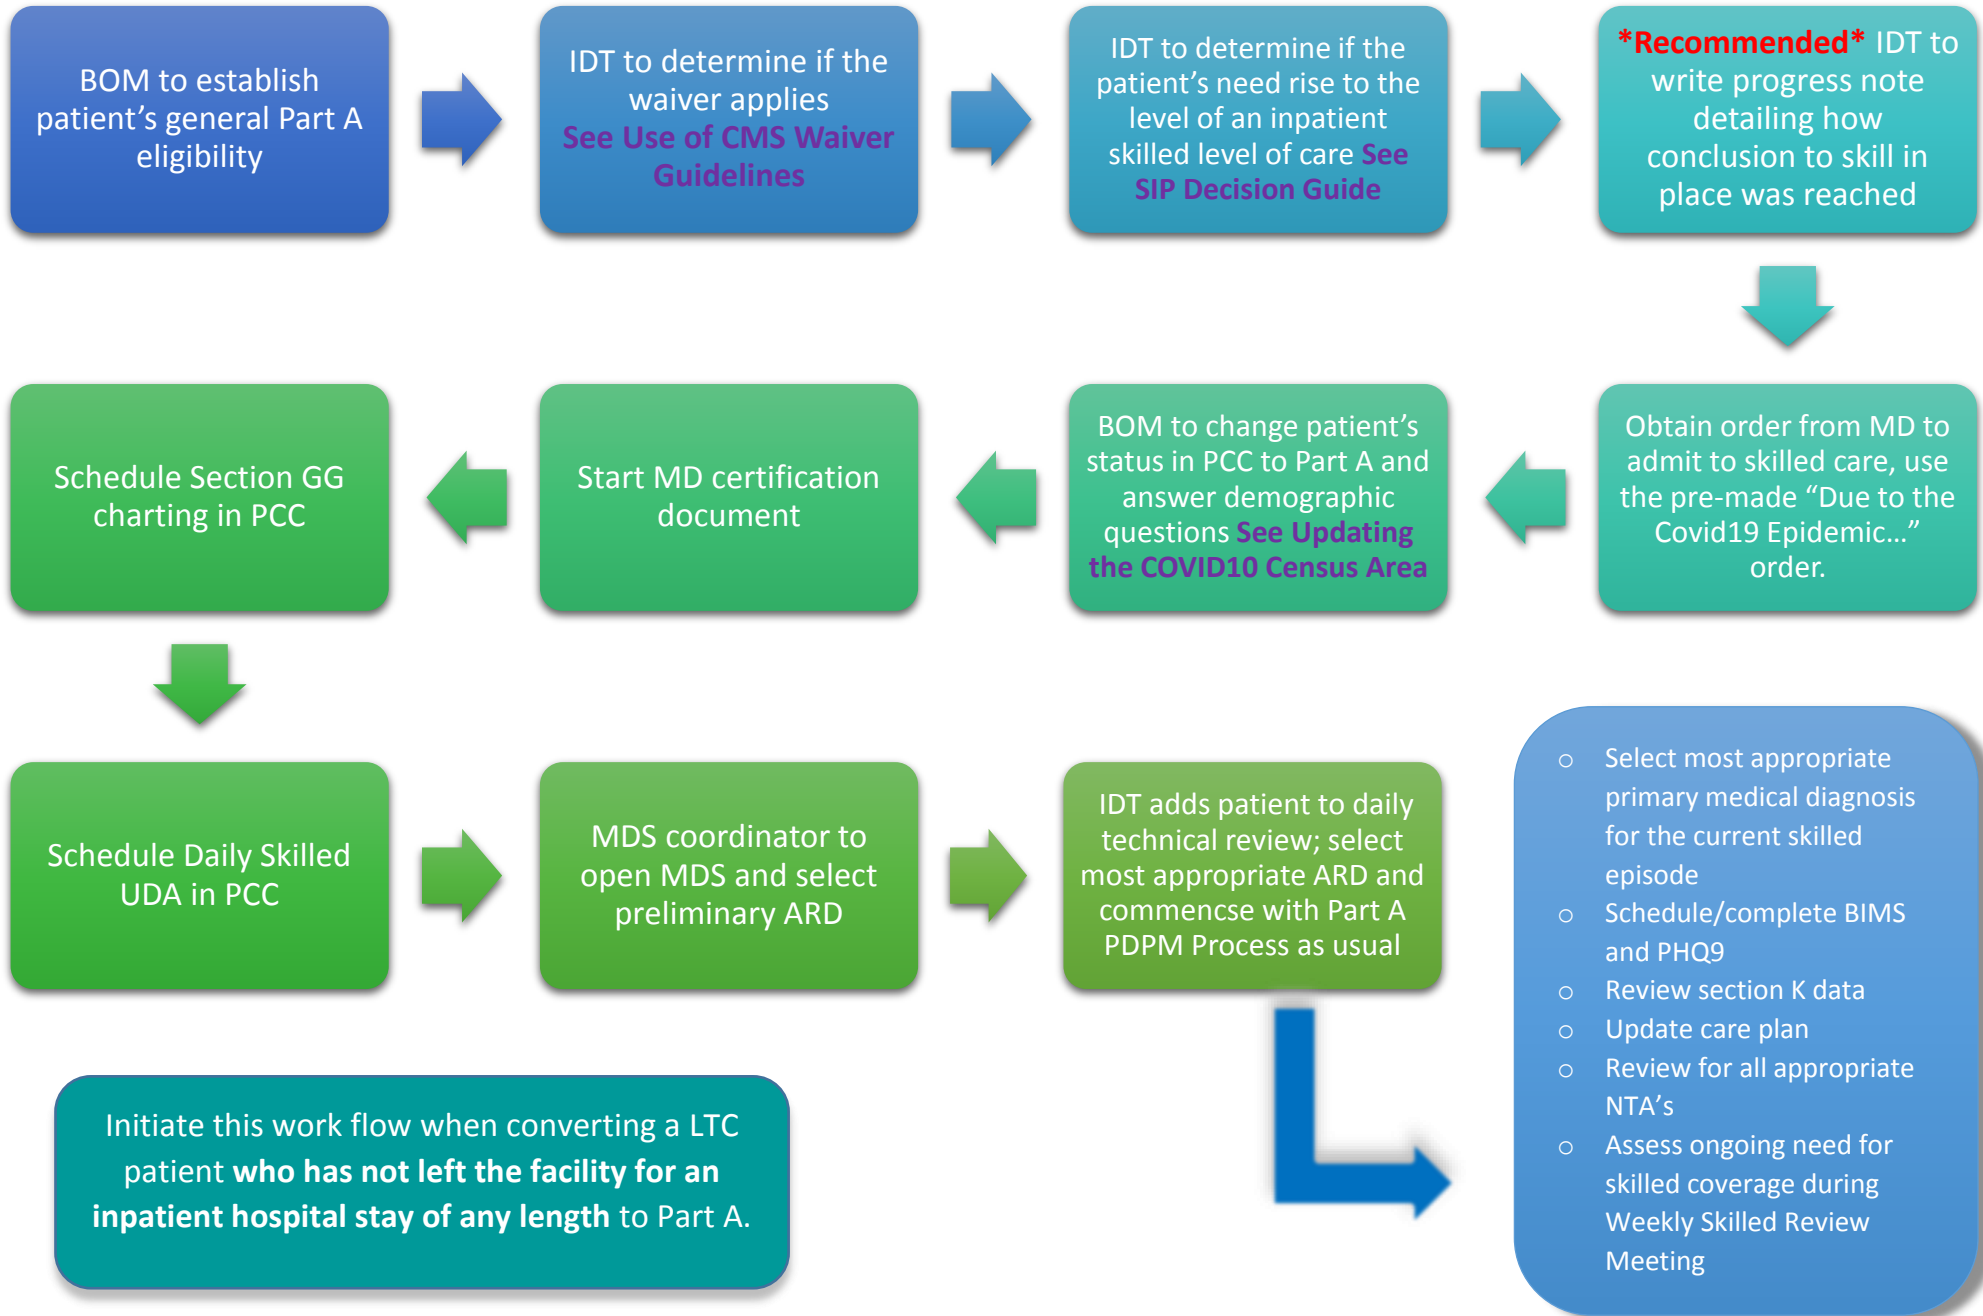 BOM to establish
patient's general Part A
eligibility
IDT to determine if the
waiver applies
See Use of CMS Waiver
Guidelines
IDT to determine if the
patient's need rise to the
level of an inpatient
skilled level of care See
SIP Decision Guide
*Recommended* IDT to
write progress note
detailing how
conclusion to skill in
place was reached
Obtain order from MD to
admit to skilled care, use
the pre-made “Due to the
Covid19 Epidemic…”
order.
BOM to change patient's
status in PCC to Part A and
answer demographic
questions See Updating
the COVID10 Census Area
Start MD certification
document
Schedule Section GG
charting in PCC
Schedule Daily Skilled
UDA in PCC
MDS coordinator to
open MDS and select
preliminary ARD
IDT adds patient to daily
technical review; select
most appropriate ARD and
commencse with Part A
PDPM Process as usual
o Select most appropriate
primary medical diagnosis
for the current skilled
episode
o Schedule/complete BIMS
and PHQ9
o Review section K data
o Update care plan
o Review for all appropriate
NTA's
o Assess ongoing need for
skilled coverage during
Weekly Skilled Review
Meeting
Initiate this work flow when converting a LTC
patient who has not left the facility for an
inpatient hospital stay of any length to Part A.